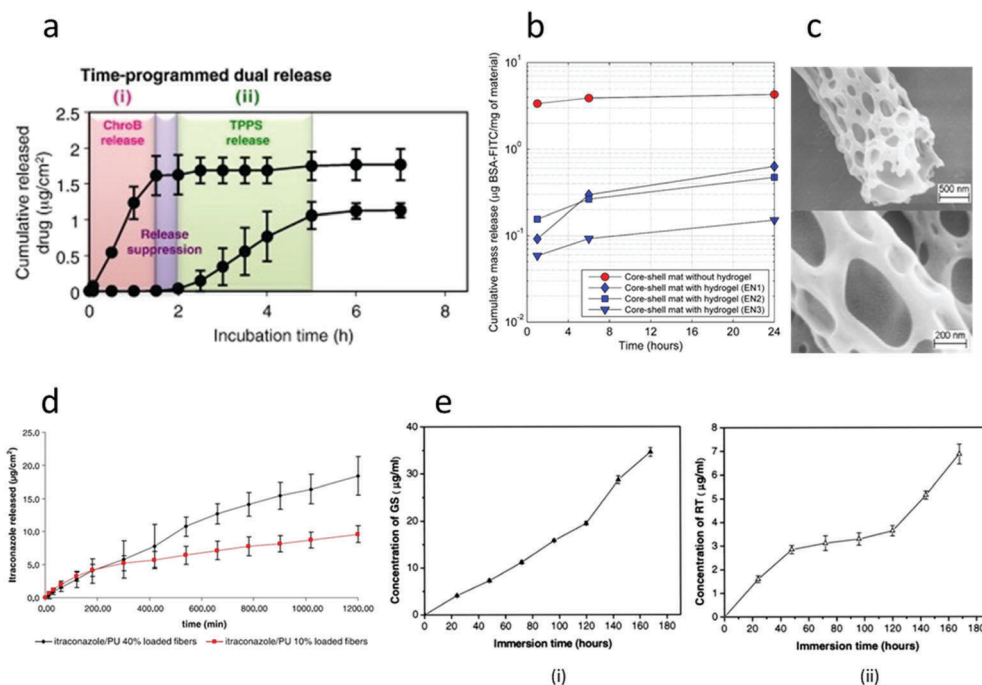 a
Time-programmed dual release
(i)
(ii)
ChroB
release
TPPS
release
Release
suppression
Cumulative released
drug (μg/cm²)
2.5
2
1.5
1
0.5
0
0
2
4
6
8
Incubation time (h)
b
Cumulative mass release (μg BSA-FITC/mg of material)
10¹
10⁰
10⁻¹
10⁻²
Core-shell mat without hydrogel
Core-shell mat with hydrogel (EN1)
Core-shell mat with hydrogel (EN2)
Core-shell mat with hydrogel (EN3)
0
6
12
18
24
Time (hours)
c
500 nm
200 nm
d
Itraconazole released (μg/cm²)
25,0
20,0
15,0
10,0
5,0
0,0
0,00
200,00
400,00
600,00
800,00
1000,00
1200,00
time (min)
itraconazole/PU 40% loaded fibers
itraconazole/PU 10% loaded fibers
e
Concentration of GS (μg/ml)
40
30
20
10
0
0
20
40
60
80
100
120
140
160
180
Immersion time (hours)
(i)
Concentration of RT (μg/ml)
8
7
6
5
4
3
2
1
0
0
20
40
60
80
100
120
140
160
180
Immersion time (hours)
(ii)